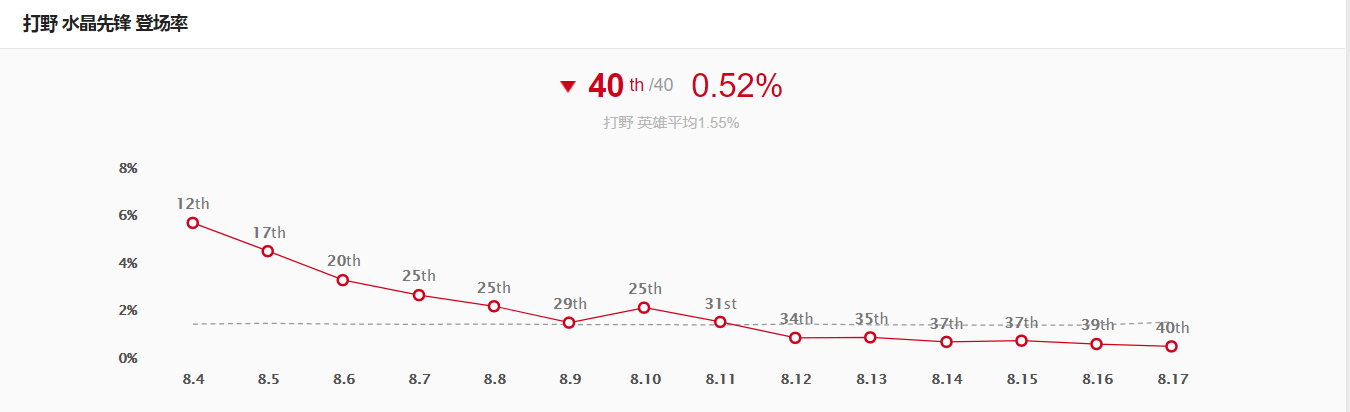 打野 水晶先锋 登场率
40 th /40 0.52%
打野 英雄平均1.55%
8%
12th
6%
17th
20th
4%
25th
25th
29th
25th
31st
2%
34th
35th
37th
37th
39th
40th
0%
8.4 8.5 8.6 8.7 8.8 8.9 8.10 8.11 8.12 8.13 8.14 8.15 8.16 8.17